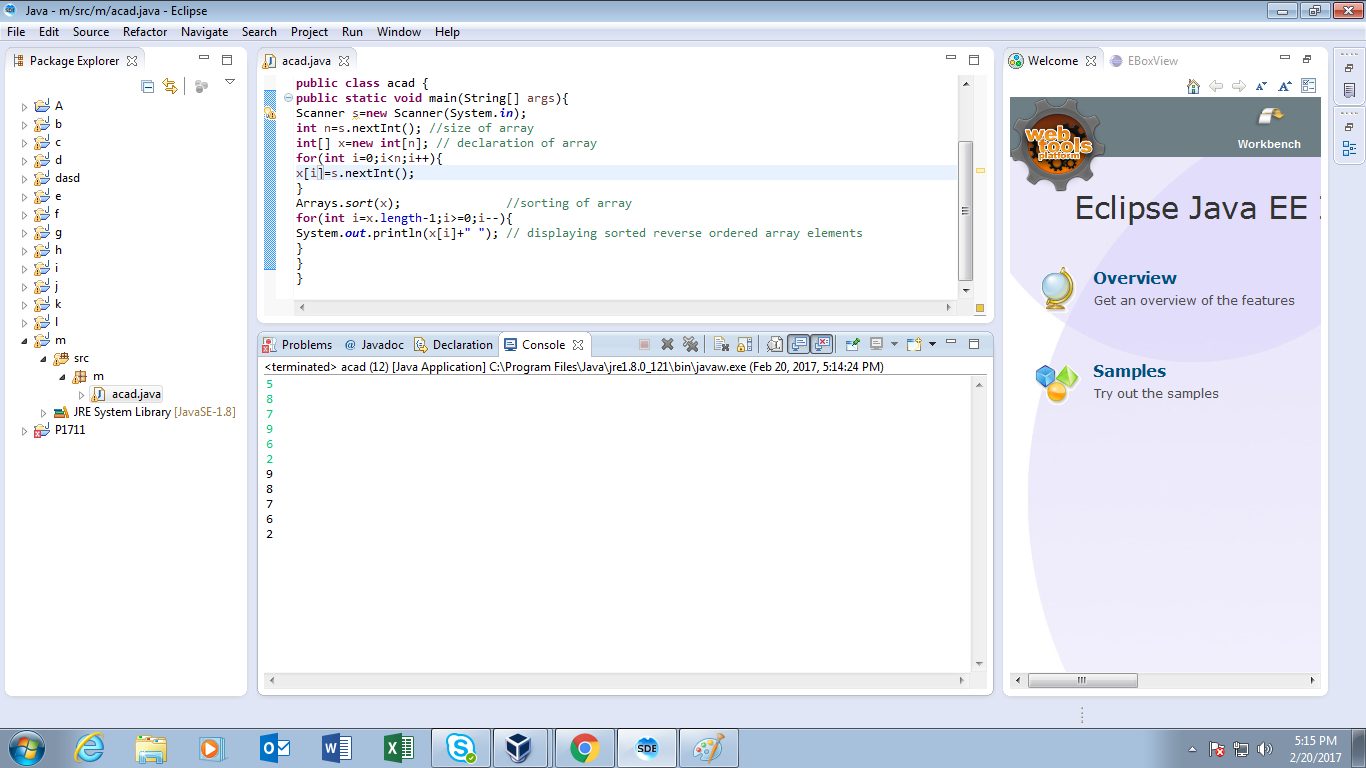 Java - m/src/m/acad.java - Eclipse
File Edit Source Refactor Navigate Search Project Run Window Help
Package Explorer
A
b
c
d
dasd
e
f
g
h
i
j
k
l
m
src
m
acad.java
JRE System Library [JavaSE-1.8]
P1711
acad.java
public class acad {
public static void main(String[] args){
Scanner s=new Scanner(System.in);
int n=s.nextInt(); //size of array
int[] x=new int[n]; // declaration of array
for(int i=0;i<n;i++){
x[i]=s.nextInt();
}
Arrays.sort(x); //sorting of array
for(int i=x.length-1;i>=0;i--){
System.out.println(x[i]+" "); // displaying sorted reverse ordered array elements
}
}
}
Problems @ Javadoc Declaration Console
<terminated> acad (12) [Java Application] C:\Program Files\Java\jre1.8.0_121\bin\javaw.exe (Feb 20, 2017, 5:14:24 PM)
5
8
7
9
6
2
9
8
7
6
2
Welcome EBoxView
web
tools
platform
Workbench
Eclipse Java EE
Overview
Get an overview of the features
Samples
Try out the samples
SDE
5:15 PM
2/20/2017